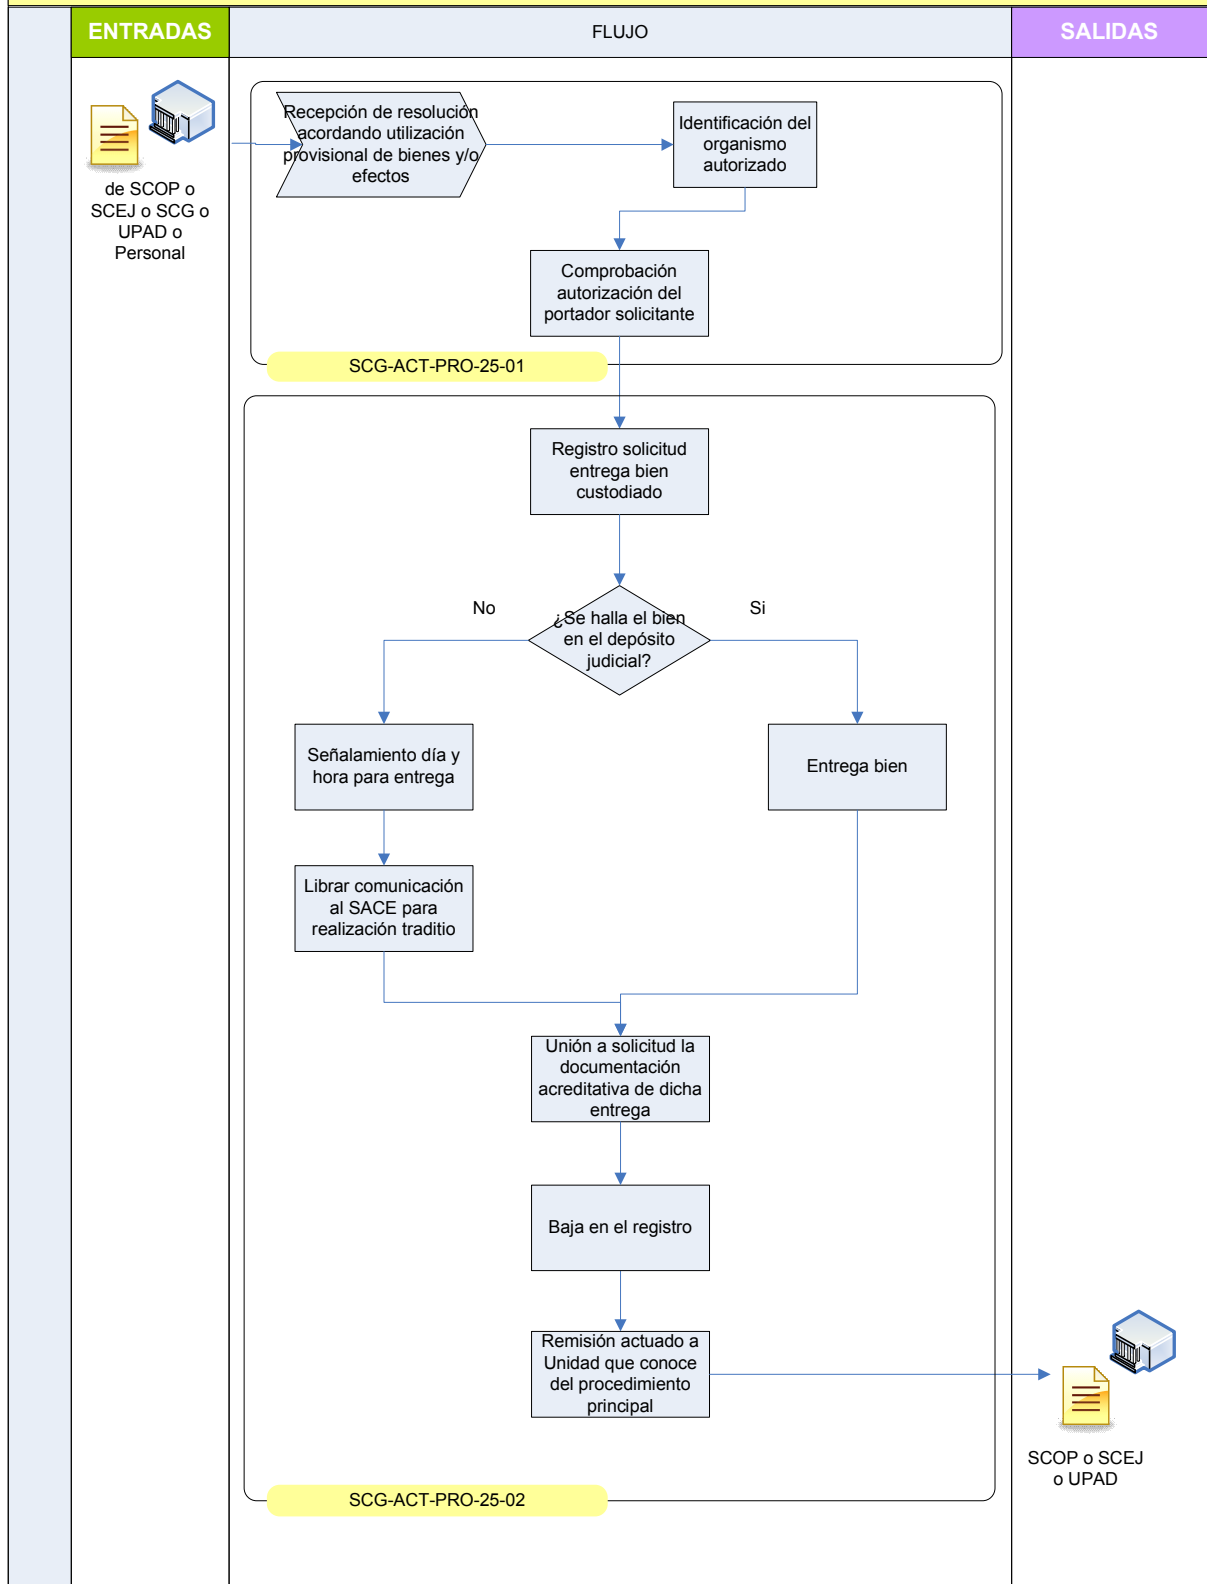 ENTRADAS
FLUJO
SALIDAS
de SCOP o
SCEJ o SCG o
UPAD o
Personal
Recepción de resolución
acordando utilización
provisional de bienes y/o
efectos
Identificación del
organismo
autorizado
Comprobación
autorización del
portador solicitante
SCG-ACT-PRO-25-01
Registro solicitud
entrega bien
custodiado
¿Se halla el bien
en el depósito
judicial?
No
Si
Señalamiento día y
hora para entrega
Entrega bien
Librar comunicación
al SACE para
realización traditio
Unión a solicitud la
documentación
acreditativa de dicha
entrega
Baja en el registro
Remisión actuado a
Unidad que conoce
del procedimiento
principal
SCOP o SCEJ
o UPAD
SCG-ACT-PRO-25-02